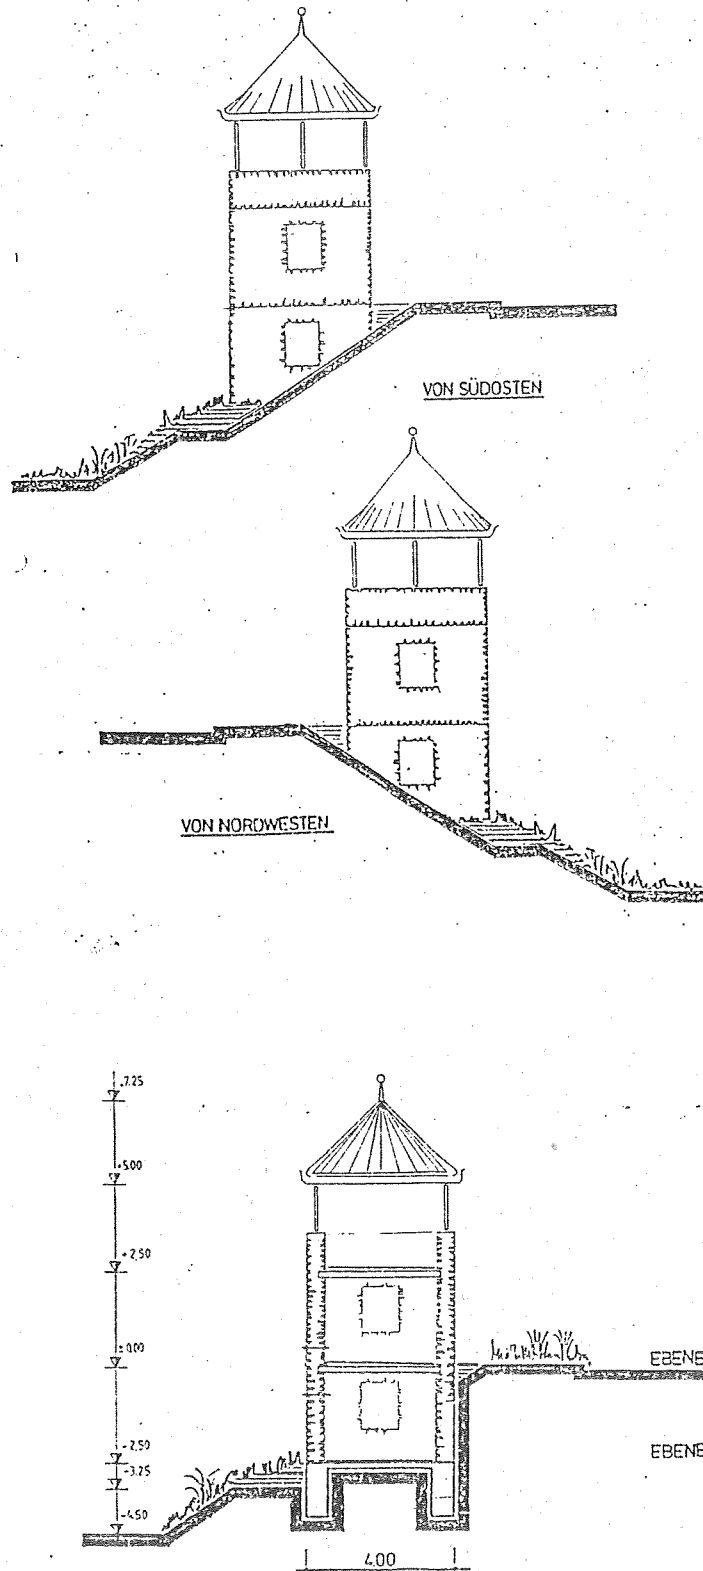 VON SÜDOSTEN
VON NORDWESTEN
+7.25
+5.00
+2,50
±0.00
-2,50
-3.25
-4.50
EBENE
EBENE
4.00